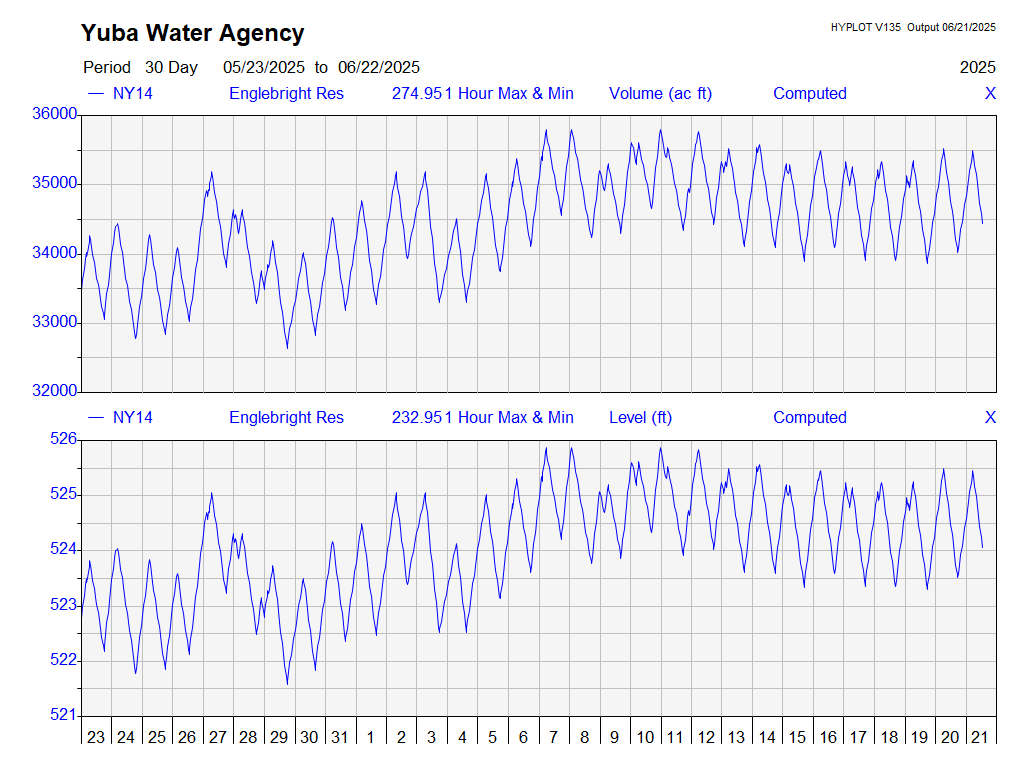 Yuba Water Agency
HYPLOT V135 Output 06/21/2025
Period 30 Day 05/23/2025 to 06/22/2025 2025
NY14 Englebright Res 274.951 Hour Max & Min Volume (ac ft) Computed X
36000
35000
34000
33000
32000
NY14 Englebright Res 232.951 Hour Max & Min Level (ft) Computed X
526
525
524
523
522
521
23 24 25 26 27 28 29 30 31 1 2 3 4 5 6 7 8 9 10 11 12 13 14 15 16 17 18 19 20 21